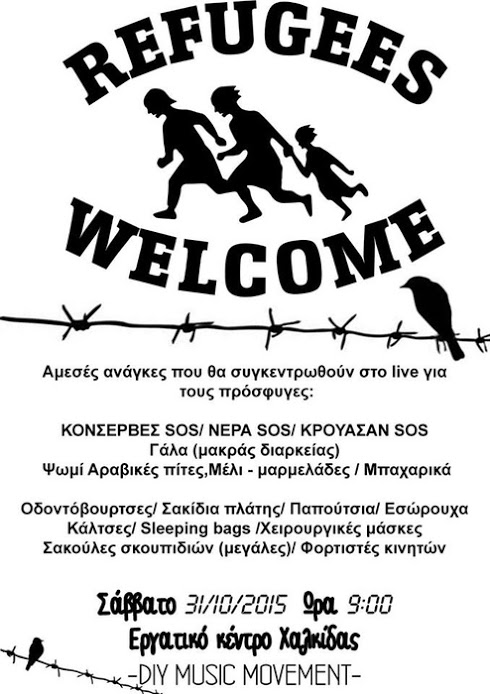 REFUGEES
WELCOME
Αμεσές ανάγκες που θα συγκεντρωθούν στο live για
τους πρόσφυγες:
ΚΟΝΣΕΡΒΕΣ SOS/ ΝΕΡΑ SOS/ ΚΡΟΥΑΣΑΝ SOS
Γάλα (μακράς διαρκείας)
Ψωμί Αραβικές πίτες,Μέλι - μαρμελάδες / Μπαχαρικά
Οδοντόβουρτσες/ Σακίδια πλάτης/ Παπούτσια/ Εσώρουχα
Κάλτσες/ Sleeping bags /Χειρουργικές μάσκες
Σακούλες σκουπιδιών (μεγάλες)/ Φορτιστές κινητών
Σάββατο 31/10/2015 Ωρα 9:00
Εργατικό κέντρο Χαλκίδας
-DIY MUSIC MOVEMENT-